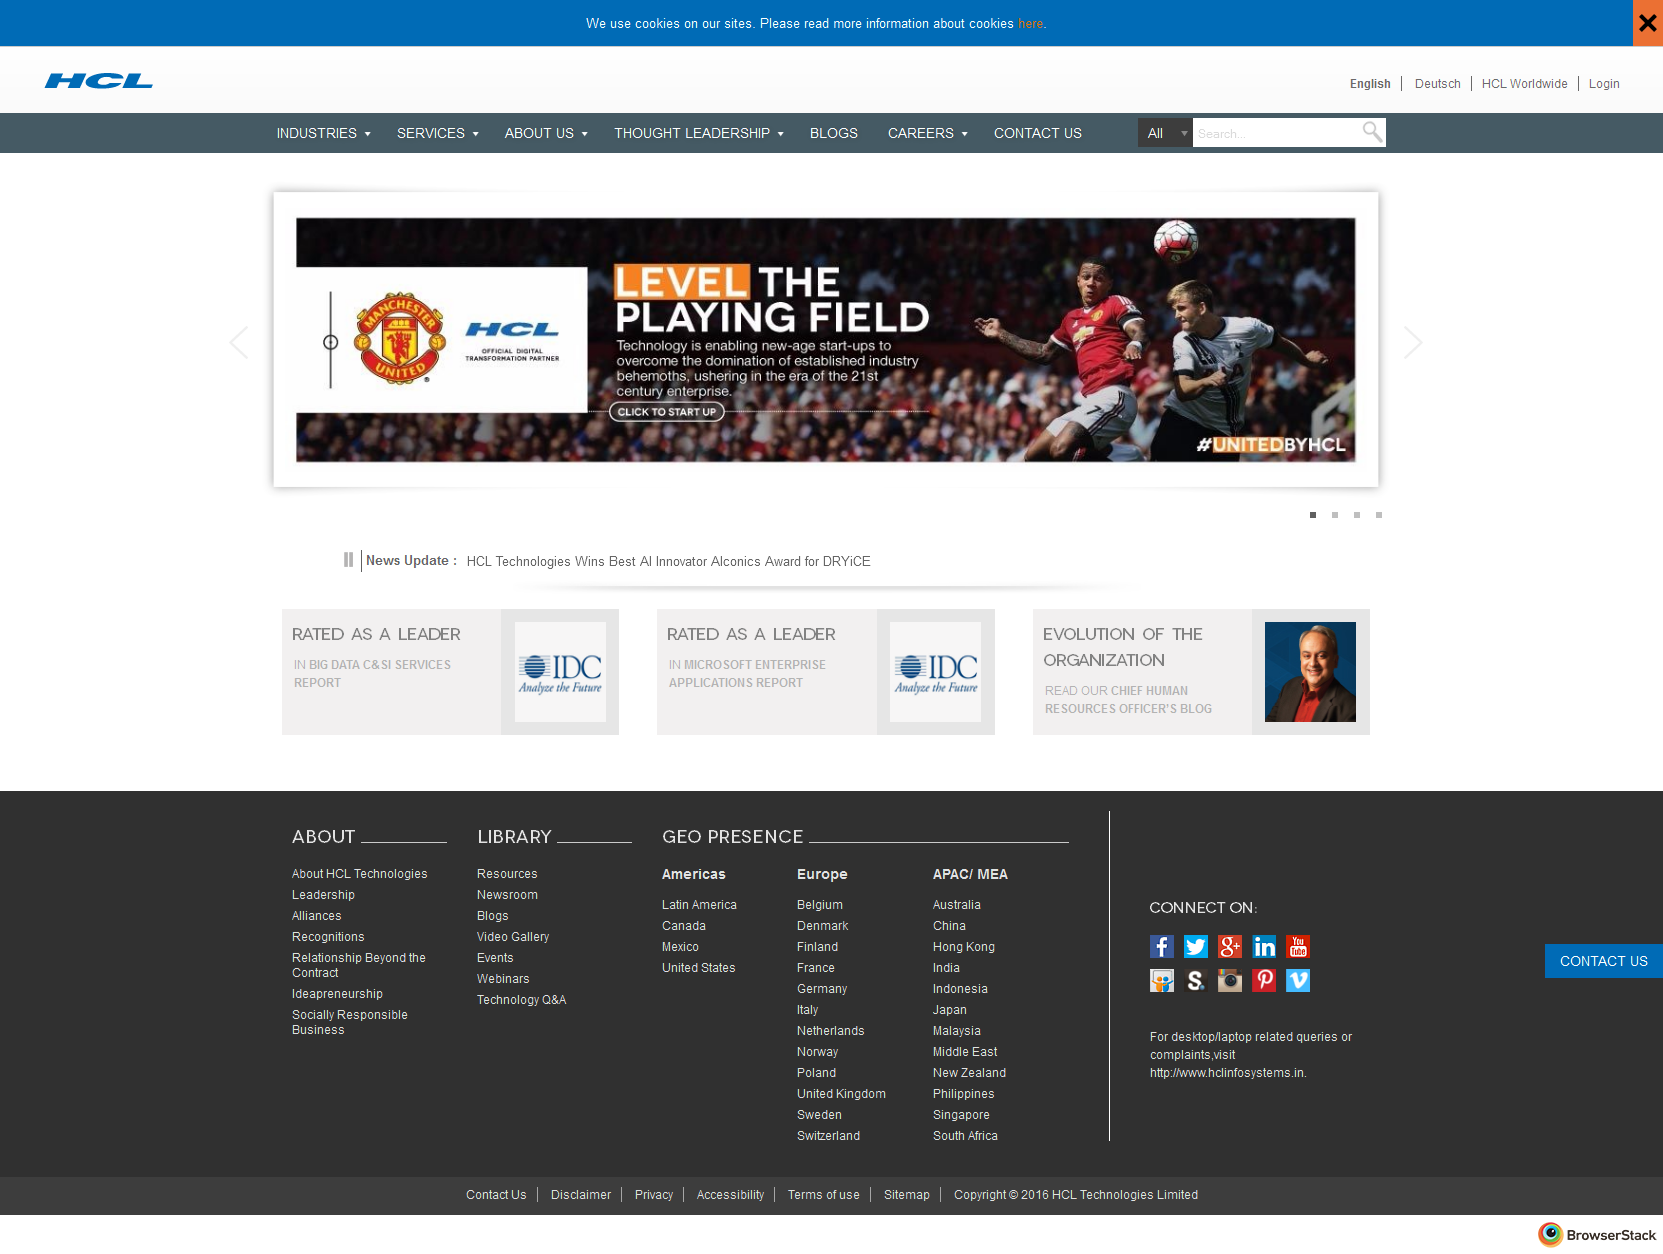 We use cookies on our sites. Please read more information about cookies here.
HCL
English
Deutsch
HCL Worldwide
Login
INDUSTRIES
SERVICES
ABOUT US
THOUGHT LEADERSHIP
BLOGS
CAREERS
CONTACT US
All
Search...
MANCHESTER
UNITED
HCL
OFFICIAL DIGITAL
TRANSFORMATION PARTNER
LEVEL THE
PLAYING FIELD
Technology is enabling new-age start-ups to
overcome the domination of established industry
behemoths, ushering in the era of the 21st
century enterprise.
CLICK TO START UP
#UNITEDBYHCL
News Update :
HCL Technologies Wins Best AI Innovator Alconics Award for DRYiCE
RATED AS A LEADER
IN BIG DATA C&SI SERVICES
REPORT
IDC
Analyze the Future
RATED AS A LEADER
IN MICROSOFT ENTERPRISE
APPLICATIONS REPORT
IDC
Analyze the Future
EVOLUTION OF THE
ORGANIZATION
READ OUR CHIEF HUMAN
RESOURCES OFFICER'S BLOG
ABOUT
About HCL Technologies
Leadership
Alliances
Recognitions
Relationship Beyond the
Contract
Ideapreneurship
Socially Responsible
Business
LIBRARY
Resources
Newsroom
Blogs
Video Gallery
Events
Webinars
Technology Q&A
GEO PRESENCE
Americas
Latin America
Canada
Mexico
United States
Europe
Belgium
Denmark
Finland
France
Germany
Italy
Netherlands
Norway
Poland
United Kingdom
Sweden
Switzerland
APAC/ MEA
Australia
China
Hong Kong
India
Indonesia
Japan
Malaysia
Middle East
New Zealand
Philippines
Singapore
South Africa
CONNECT ON:
You
Tube
For desktop/laptop related queries or
complaints,visit
http://www.hclinfosystems.in.
CONTACT US
Contact Us
Disclaimer
Privacy
Accessibility
Terms of use
Sitemap
Copyright © 2016 HCL Technologies Limited
BrowserStack